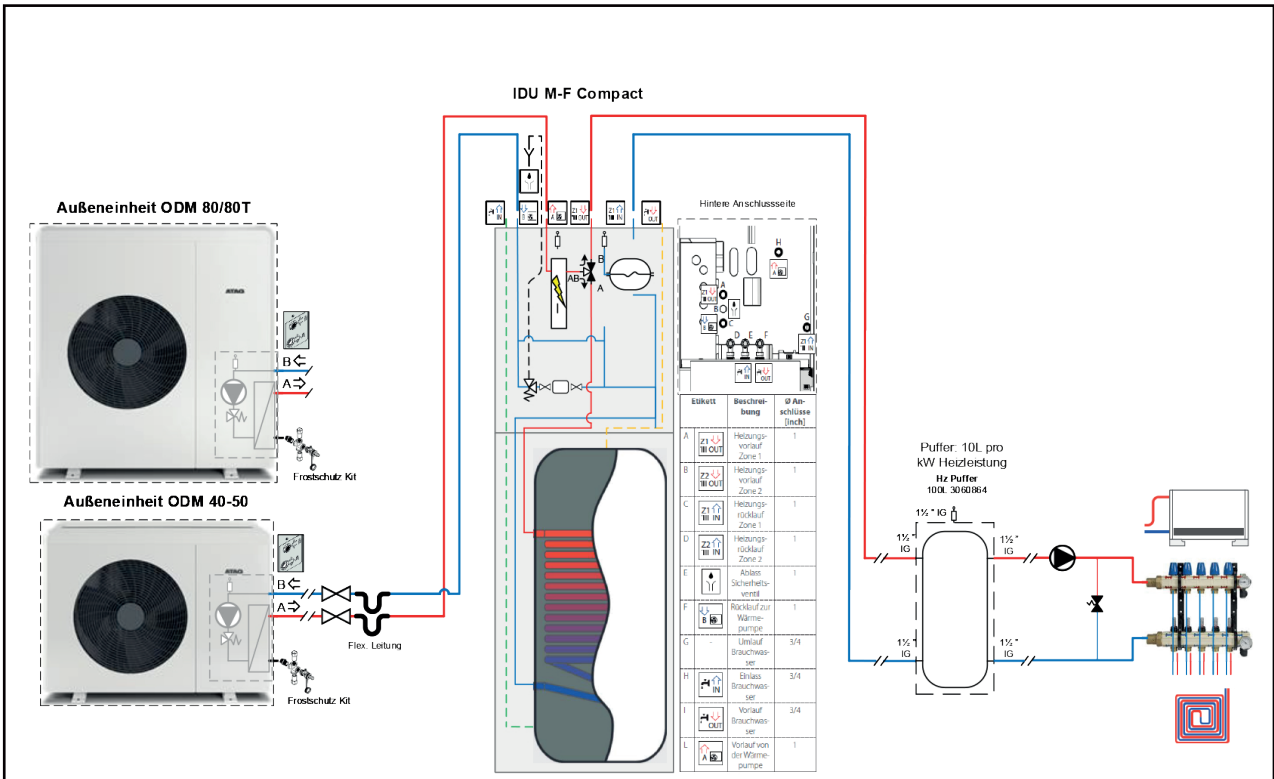 IDU M-F Compact
Außeneinheit ODM 80/80T
ATAG
B
A
Frostschutz Kit
Außeneinheit ODM 40-50
ATAG
B
A
Flex. Leitung
Frostschutz Kit
IN
B
A
Z1
OUT
Z1
IN
OUT
B
AB
A
Hintere Anschlussseite
H
A
Z1
OUT
A
B
B
C
G
Z1
IN
D E F
IN
OUT
Etikett Beschrei-
bung
Ø An-
schlüsse
[inch]
A Z1 OUT Heizungs-
vorlauf
Zone 1
1
B Z2 OUT Heizungs-
vorlauf
Zone 2
1
C Z1 IN Heizungs-
rücklauf
Zone 1
1
D Z2 IN Heizungs-
rücklauf
Zone 2
1
E Ablass
Sicherheits-
ventil
1
F B Rücklauf zur
Wärme-
pumpe
1
G - Umlauf
Brauchwas-
ser
3/4
H IN Einlass
Brauchwas-
ser
3/4
I OUT Vorlauf
Brauchwas-
ser
3/4
L A Vorlauf von
der Wärme-
pumpe
1
Puffer: 10L pro
kW Heizleistung
Hz Puffer
100L 3060864
1½ " IG
1½ "
IG
1½ "
IG
1½ "
IG
1½ "
IG